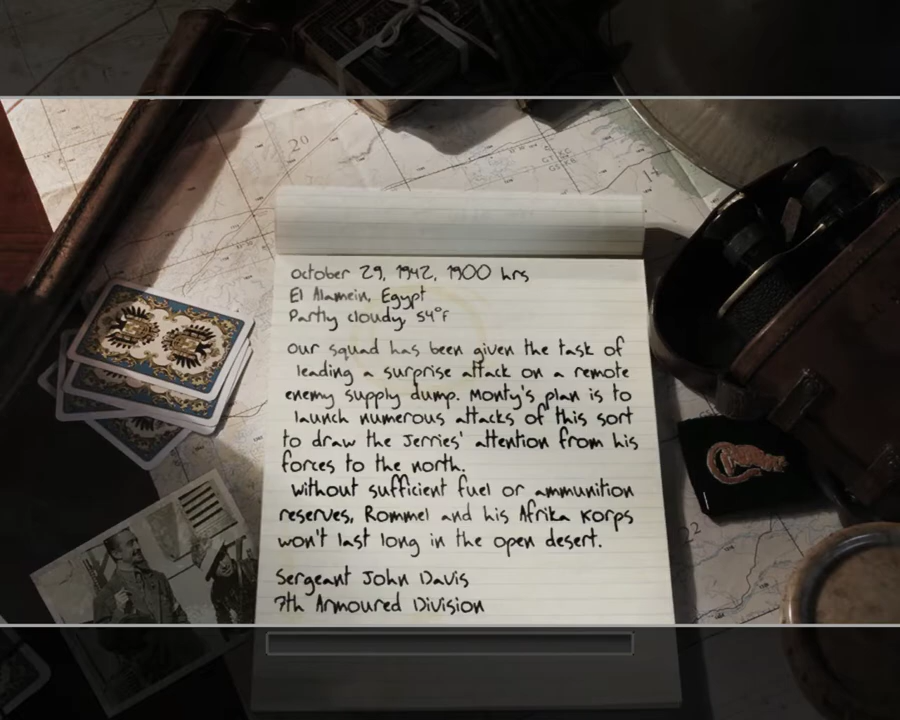 October 29, 1942, 1900 hrs
El Alamein, Egypt
Partly cloudy, 54°F
Our squad has been given the task of
leading a surprise attack on a remote
enemy supply dump. Monty's plan is to
launch numerous attacks of this sort
to draw the Jerries' attention from his
forces to the north.
Without sufficient fuel or ammunition
reserves, Rommel and his Afrika Korps
won't last long in the open desert.
Sergeant John Davis
7th Armoured Division
20
22